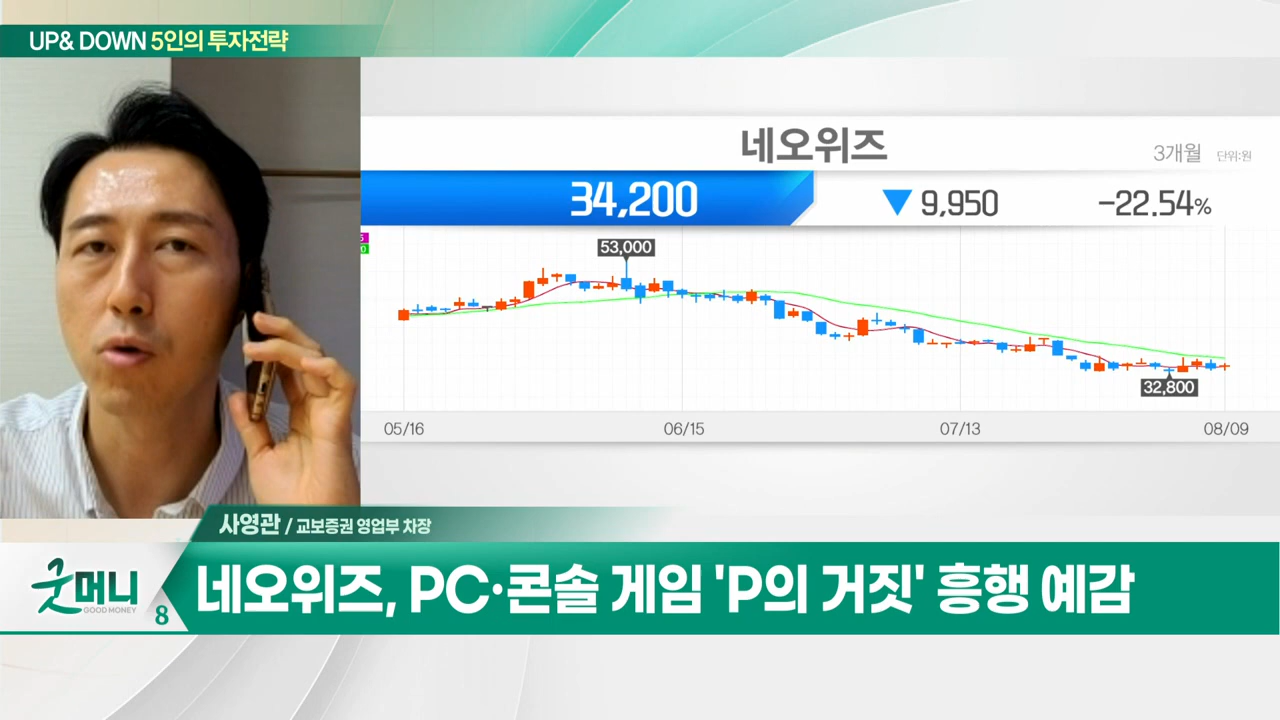 UP& DOWN 5인의 투자전략
네오위즈
3개월 단위:원
34,200 ▼ 9,950 -22.54%
53,000
32,800
05/16 06/15 07/13 08/09
사영관 / 교보증권 영업부 차장
굿머니
GOOD MONEY
8
네오위즈, PC·콘솔 게임 'P의 거짓' 흥행 예감